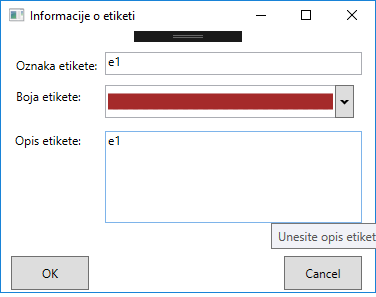 Informacije o etiketi
Oznaka etikete: e1
Boja etikete:
Opis etikete: e1
Unesite opis etiket
OK Cancel